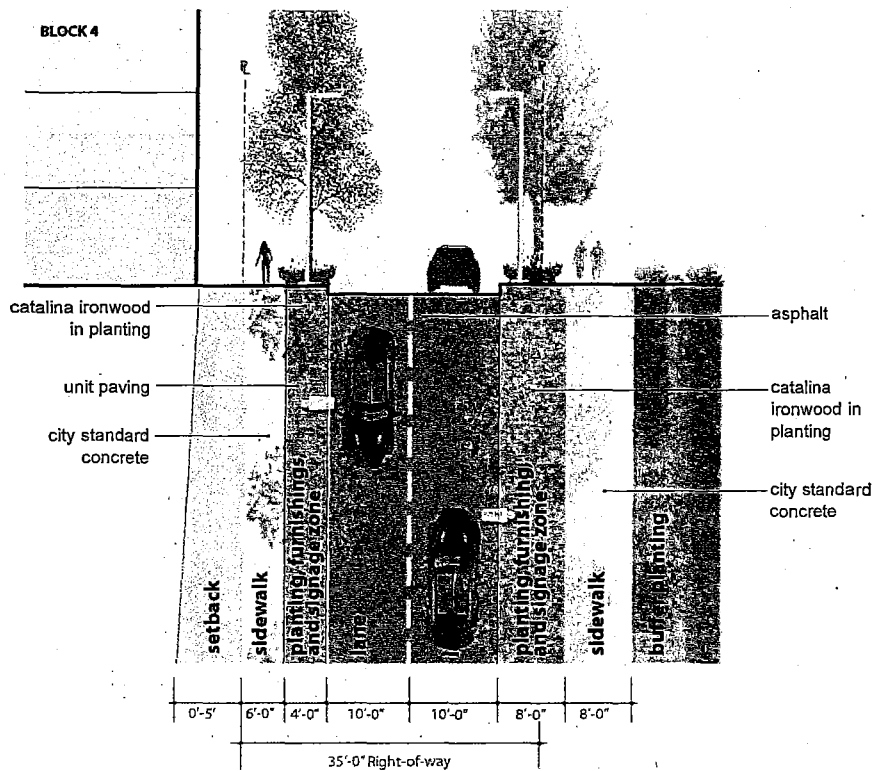 BLOCK 4
catalina ironwood
in planting
unit paving
city standard
concrete
asphalt
catalina
ironwood in
planting
city standard
concrete
setback
sidewalk
planting, furnishings
and signage zone
lane
planting, furnishing
and signage zone
sidewalk
buffer planting
0'-5'
6'-0"
4'-0"
10'-0"
10'-0"
8'-0"
8'-0"
35'-0" Right-of-way